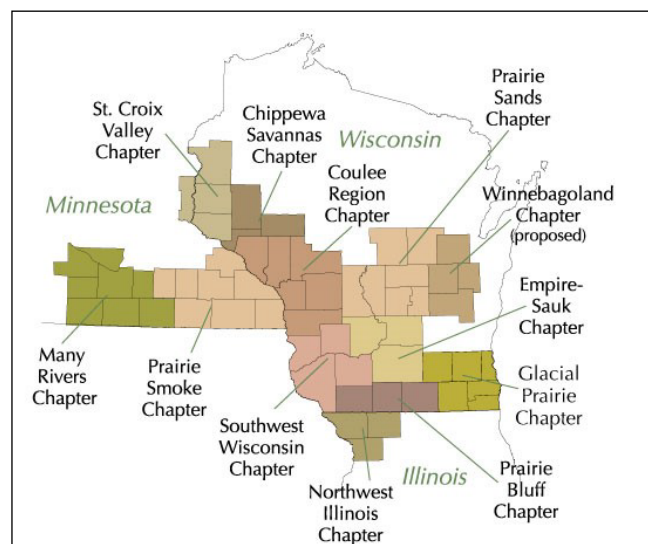 St. Croix
Valley
Chapter
Chippewa
Savannas
Chapter
Wisconsin
Prairie
Sands
Chapter
Minnesota
Coulee
Region
Chapter
Winnebagoland
Chapter
(proposed)
Empire-
Sauk
Chapter
Many
Rivers
Chapter
Prairie
Smoke
Chapter
Southwest
Wisconsin
Chapter
Glacial
Prairie
Chapter
Northwest
Illinois
Chapter
Illinois
Prairie
Bluff
Chapter